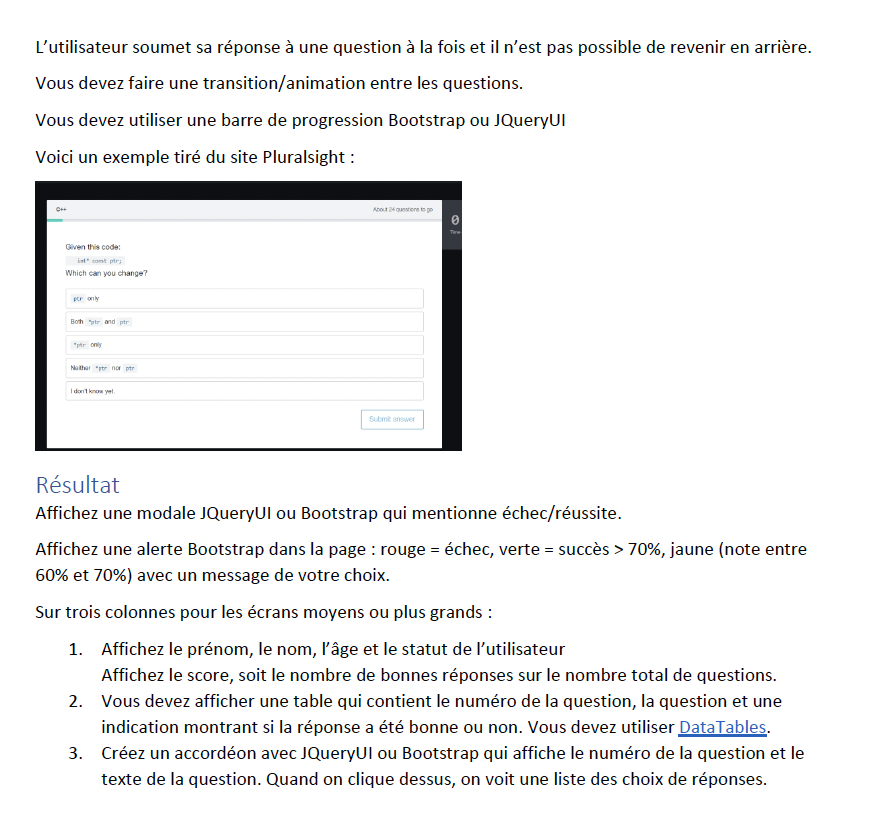 L’utilisateur soumet sa réponse à une question à la fois et il n’est pas possible de revenir en arrière.
Vous devez faire une transition/animation entre les questions.
Vous devez utiliser une barre de progression Bootstrap ou JQueryUI
Voici un exemple tiré du site Pluralsight :
C++
About 24 questions to go
0
Time
Given this code:
int* const ptr;
Which can you change?
ptr only
Both *ptr and ptr
*ptr only
Neither *ptr nor ptr
I don't know yet.
Submit answer
Résultat
Affichez une modale JQueryUI ou Bootstrap qui mentionne échec/réussite.
Affichez une alerte Bootstrap dans la page : rouge = échec, verte = succès > 70%, jaune (note entre
60% et 70%) avec un message de votre choix.
Sur trois colonnes pour les écrans moyens ou plus grands :
1. Affichez le prénom, le nom, l’âge et le statut de l’utilisateur
Affichez le score, soit le nombre de bonnes réponses sur le nombre total de questions.
2. Vous devez afficher une table qui contient le numéro de la question, la question et une
indication montrant si la réponse a été bonne ou non. Vous devez utiliser DataTables.
3. Créez un accordéon avec JQueryUI ou Bootstrap qui affiche le numéro de la question et le
texte de la question. Quand on clique dessus, on voit une liste des choix de réponses.